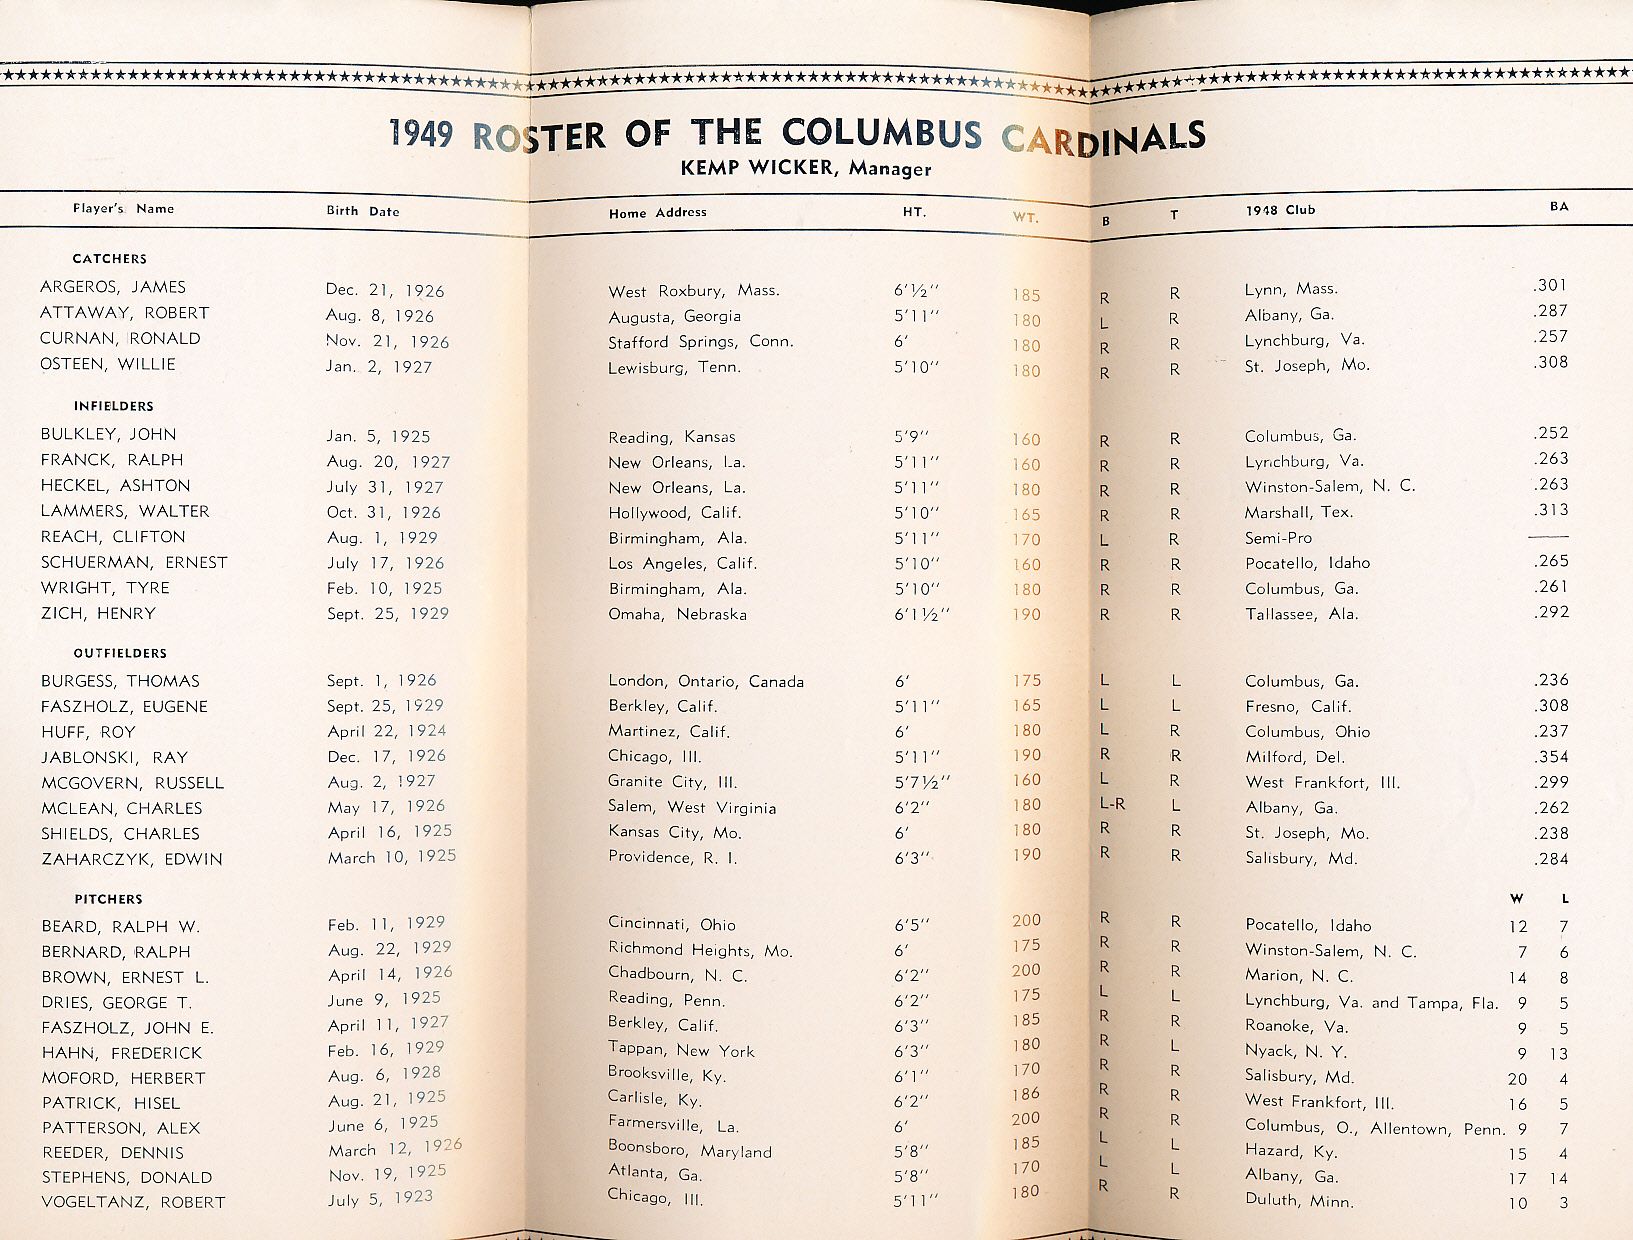 1949 ROSTER OF THE COLUMBUS CARDINALS
KEMP WICKER, Manager
Player's Name Birth Date Home Address HT. WT. B T 1948 Club BA
CATCHERS
ARGEROS, JAMES Dec. 21, 1926 West Roxbury, Mass. 6'½" 185 R R Lynn, Mass. .301
ATTAWAY, ROBERT Aug. 8, 1926 Augusta, Georgia 5'11" 180 L R Albany, Ga. .287
CURNAN, RONALD Nov. 21, 1926 Stafford Springs, Conn. 6' 180 R R Lynchburg, Va. .257
OSTEEN, WILLIE Jan. 2, 1927 Lewisburg, Tenn. 5'10" 180 R R St. Joseph, Mo. .308
INFIELDERS
BULKLEY, JOHN Jan. 5, 1925 Reading, Kansas 5'9" 160 R R Columbus, Ga. .252
FRANCK, RALPH Aug. 20, 1927 New Orleans, La. 5'11" 160 R R Lynchburg, Va. .263
HECKEL, ASHTON July 31, 1927 New Orleans, La. 5'11" 180 R R Winston-Salem, N. C. .263
LAMMERS, WALTER Oct. 31, 1926 Hollywood, Calif. 5'10" 165 R R Marshall, Tex. .313
REACH, CLIFTON Aug. 1, 1929 Birmingham, Ala. 5'11" 170 L R Semi-Pro ——
SCHUERMAN, ERNEST July 17, 1926 Los Angeles, Calif. 5'10" 160 R R Pocatello, Idaho .265
WRIGHT, TYRE Feb. 10, 1925 Birmingham, Ala. 5'10" 180 R R Columbus, Ga. .261
ZICH, HENRY Sept. 25, 1929 Omaha, Nebraska 6'1½" 190 R R Tallassee, Ala. .292
OUTFIELDERS
BURGESS, THOMAS Sept. 1, 1926 London, Ontario, Canada 6' 175 L L Columbus, Ga. .236
FASZHOLZ, EUGENE Sept. 25, 1929 Berkley, Calif. 5'11" 165 L L Fresno, Calif. .308
HUFF, ROY April 22, 1924 Martinez, Calif. 6' 180 L R Columbus, Ohio .237
JABLONSKI, RAY Dec. 17, 1926 Chicago, Ill. 5'11" 190 R R Milford, Del. .354
MCGOVERN, RUSSELL Aug. 2, 1927 Granite City, Ill. 5'7½" 160 L R West Frankfort, Ill. .299
MCLEAN, CHARLES May 17, 1926 Salem, West Virginia 6'2" 180 L-R L Albany, Ga. .262
SHIELDS, CHARLES April 16, 1925 Kansas City, Mo. 6' 180 R R St. Joseph, Mo. .238
ZAHARCZYK, EDWIN March 10, 1925 Providence, R. I. 6'3" 190 R R Salisbury, Md. .284
PITCHERS W L
BEARD, RALPH W. Feb. 11, 1929 Cincinnati, Ohio 6'5" 200 R R Pocatello, Idaho 12 7
BERNARD, RALPH Aug. 22, 1929 Richmond Heights, Mo. 6' 175 R R Winston-Salem, N. C. 7 6
BROWN, ERNEST L. April 14, 1926 Chadbourn, N. C. 6'2" 200 R R Marion, N. C. 14 8
DRIES, GEORGE T. June 9, 1925 Reading, Penn. 6'2" 175 L L Lynchburg, Va. and Tampa, Fla. 9 5
FASZHOLZ, JOHN E. April 11, 1927 Berkley, Calif. 6'3" 185 R R Roanoke, Va. 9 5
HAHN, FREDERICK Feb. 16, 1929 Tappan, New York 6'3" 180 R L Nyack, N. Y. 9 13
MOFORD, HERBERT Aug. 6, 1928 Brooksville, Ky. 6'1" 170 R R Salisbury, Md. 20 4
PATRICK, HISEL Aug. 21, 1925 Carlisle, Ky. 6'2" 186 R R West Frankfort, Ill. 16 5
PATTERSON, ALEX June 6, 1925 Farmersville, La. 6' 200 R R Columbus, O., Allentown, Penn. 9 7
REEDER, DENNIS March 12, 1926 Boonsboro, Maryland 5'8" 185 L L Hazard, Ky. 15 4
STEPHENS, DONALD Nov. 19, 1925 Atlanta, Ga. 5'8" 170 L L Albany, Ga. 17 14
VOGELTANZ, ROBERT July 5, 1923 Chicago, Ill. 5'11" 180 R R Duluth, Minn. 10 3